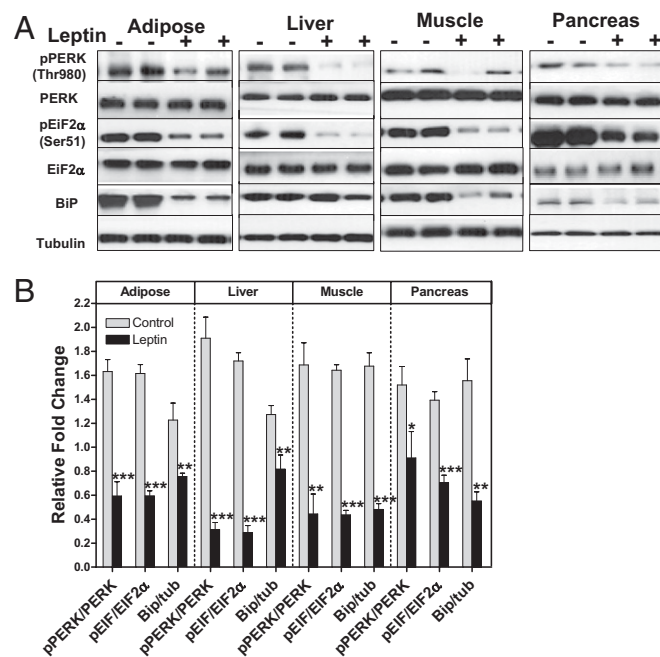 A
Adipose Liver Muscle Pancreas
Leptin - - + + - - + + - - + + - - + +
pPERK
(Thr980)
PERK
pEiF2α
(Ser51)
EiF2α
BiP
Tubulin
B
Adipose Liver Muscle Pancreas
Control
Leptin
Relative Fold Change
2.2
2.0
1.8
1.6
1.4
1.2
1.0
0.8
0.6
0.4
0.2
0.0
*** *** ** *** *** ** ** *** *** * *** **
pPERK/PERK
pEIF/EIF2α
Bip/tub
pPERK/PERK
pEIF/EIF2α
Bip/tub
pPERK/PERK
pEIF/EIF2α
Bip/tub
pPERK/PERK
pEIF/EIF2α
Bip/tub